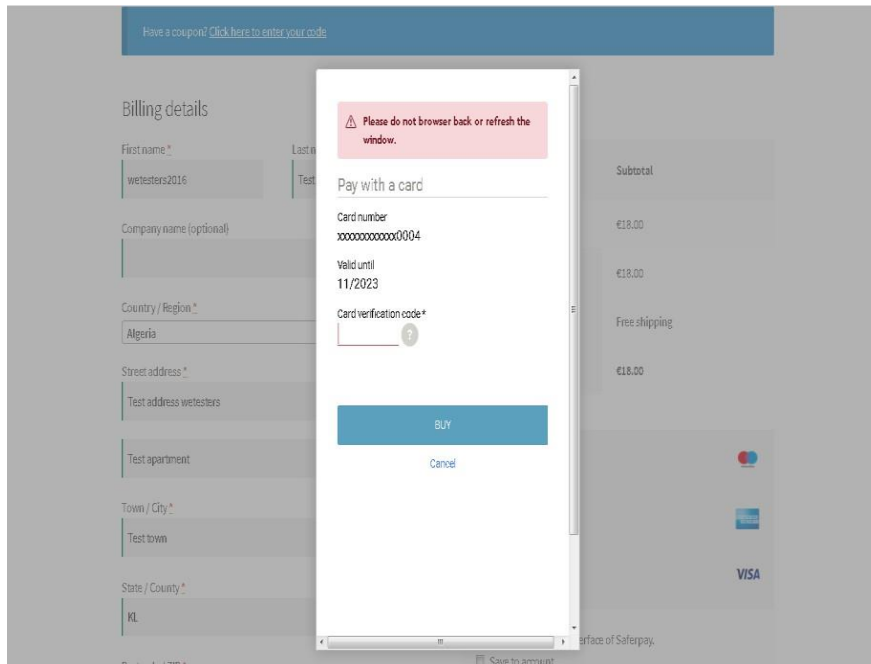 Have a coupon? Click here to enter your code
Billing details
First name *
Last n
wetesters2016
Test
Company name (optional)
Country / Region *
Algeria
Street address *
Test address wetesters
Test apartment
Town / City *
Test town
State / County *
KL
Please do not browser back or refresh the
window.
Pay with a card
Card number
xxxxxxxxxxxx0004
Valid until
11/2023
Card verification code*
?
BUY
Cancel
Subtotal
€18.00
€18.00
Free shipping
€18.00
VISA
erface of Saferpay.
Save to account